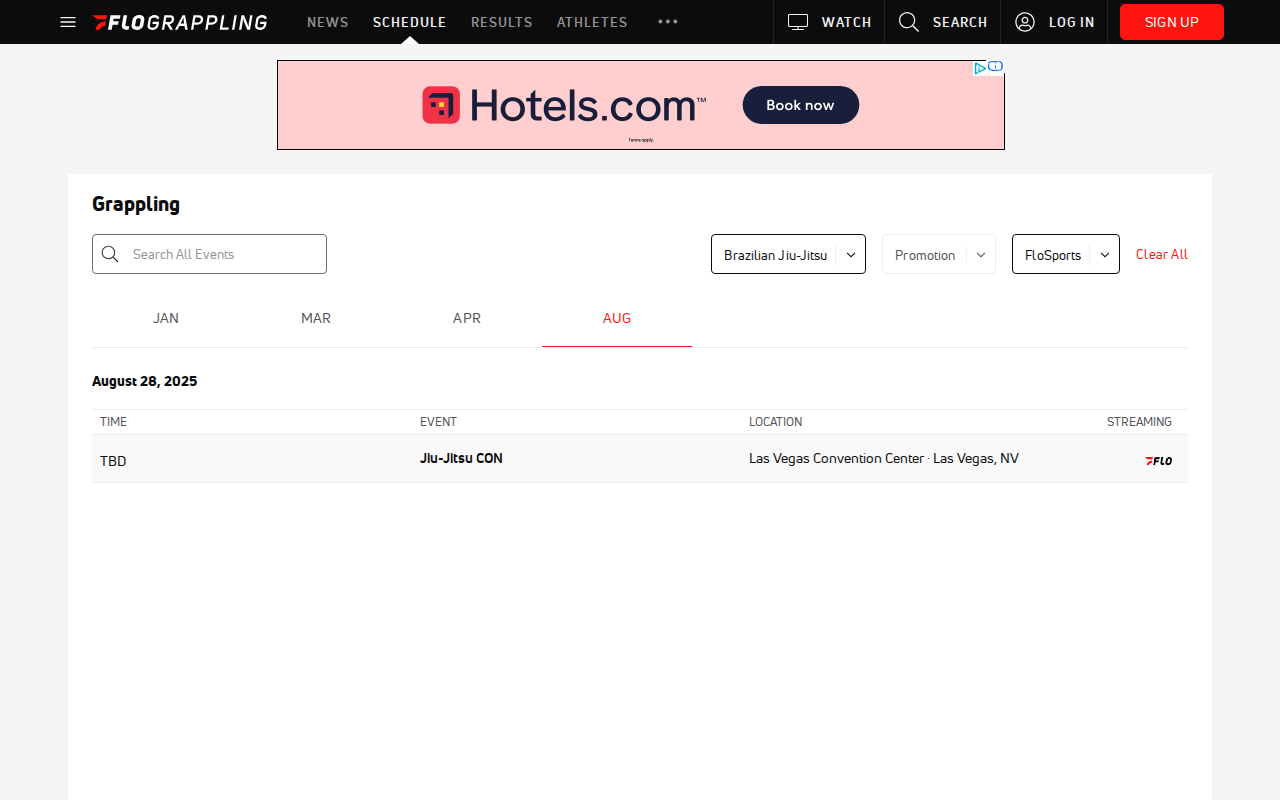 FLOGRAPPLING NEWS SCHEDULE RESULTS ATHLETES WATCH SEARCH LOG IN SIGN UP
Hotels.com™ Book now
Terms apply.
Grappling
Search All Events Brazilian Jiu-Jitsu Promotion FloSports Clear All
JAN MAR APR AUG
August 28, 2025
TIME EVENT LOCATION STREAMING
TBD Jiu-Jitsu CON Las Vegas Convention Center · Las Vegas, NV FLO